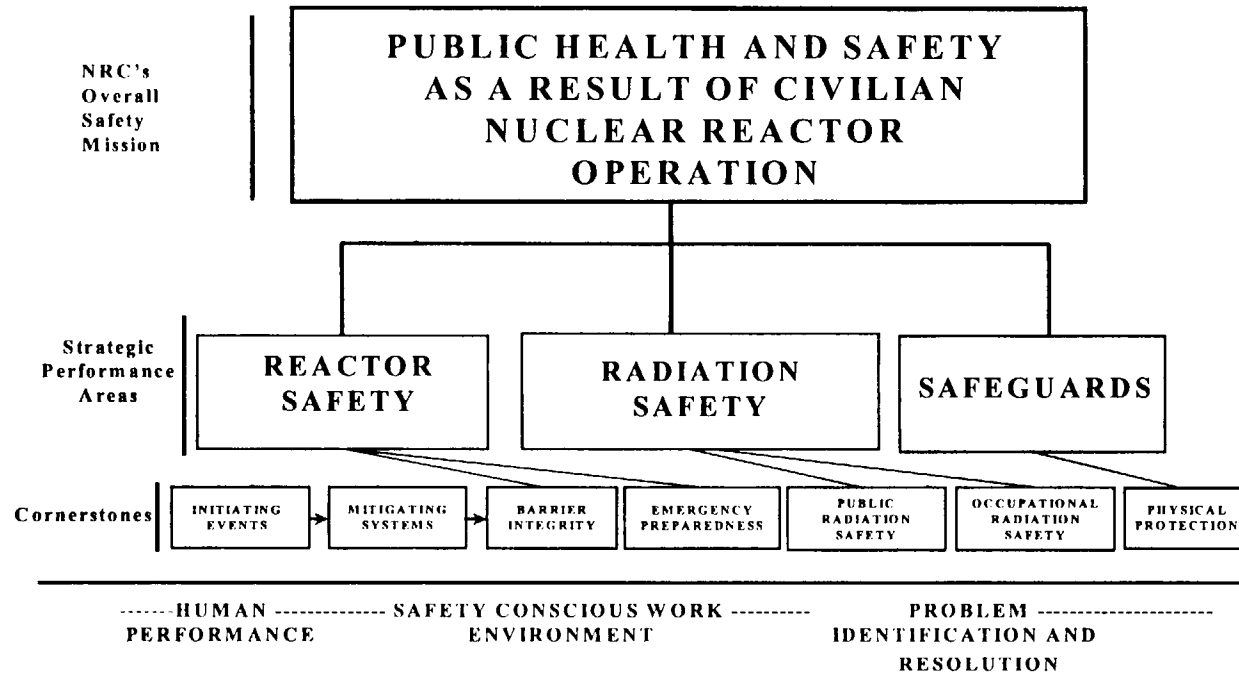 NRC's
Overall
Safety
Mission
PUBLIC HEALTH AND SAFETY
AS A RESULT OF CIVILIAN
NUCLEAR REACTOR
OPERATION
Strategic
Performance
Areas
REACTOR
SAFETY
RADIATION
SAFETY
SAFEGUARDS
Cornerstones
INITIATING
EVENTS
MITIGATING
SYSTEMS
BARRIER
INTEGRITY
EMERGENCY
PREPAREDNESS
PUBLIC
RADIATION
SAFETY
OCCUPATIONAL
RADIATION
SAFETY
PHYSICAL
PROTECTION
------HUMAN ------------- SAFETY CONSCIOUS WORK ---------- PROBLEM ---------------------
PERFORMANCE ENVIRONMENT IDENTIFICATION AND
RESOLUTION